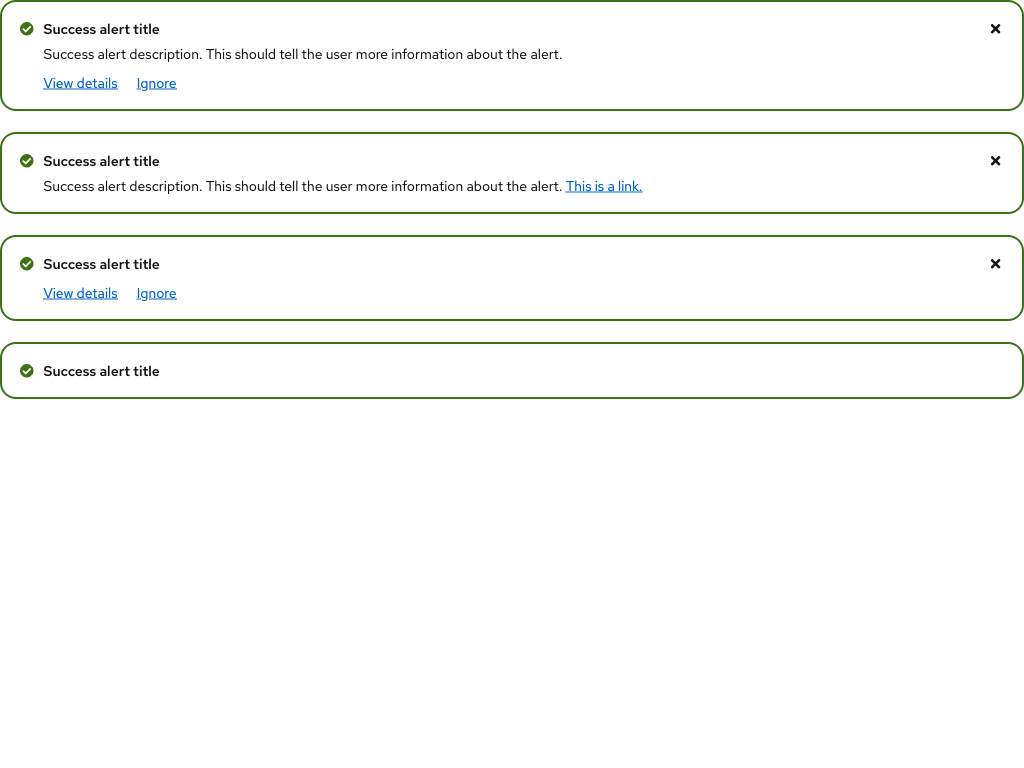 Success alert title
Success alert description. This should tell the user more information about the alert.
View details Ignore
Success alert title
Success alert description. This should tell the user more information about the alert. This is a link.
Success alert title
View details Ignore
Success alert title